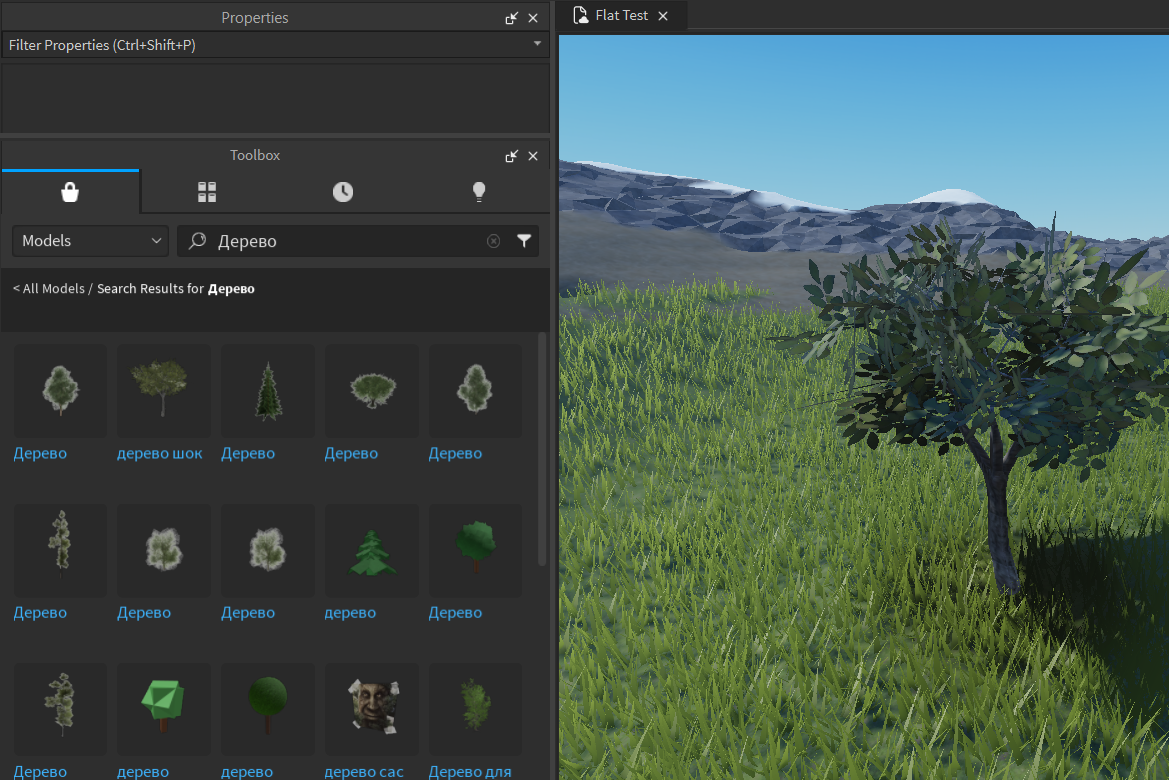 Properties
Flat Test
Filter Properties (Ctrl+Shift+P)
Toolbox
Models
Дерево
< All Models / Search Results for Дерево
Дерево
дерево шок
Дерево
Дерево
Дерево
Дерево
Дерево
Дерево
дерево
Дерево
Дерево
дерево
дерево
дерево сас
Дерево для